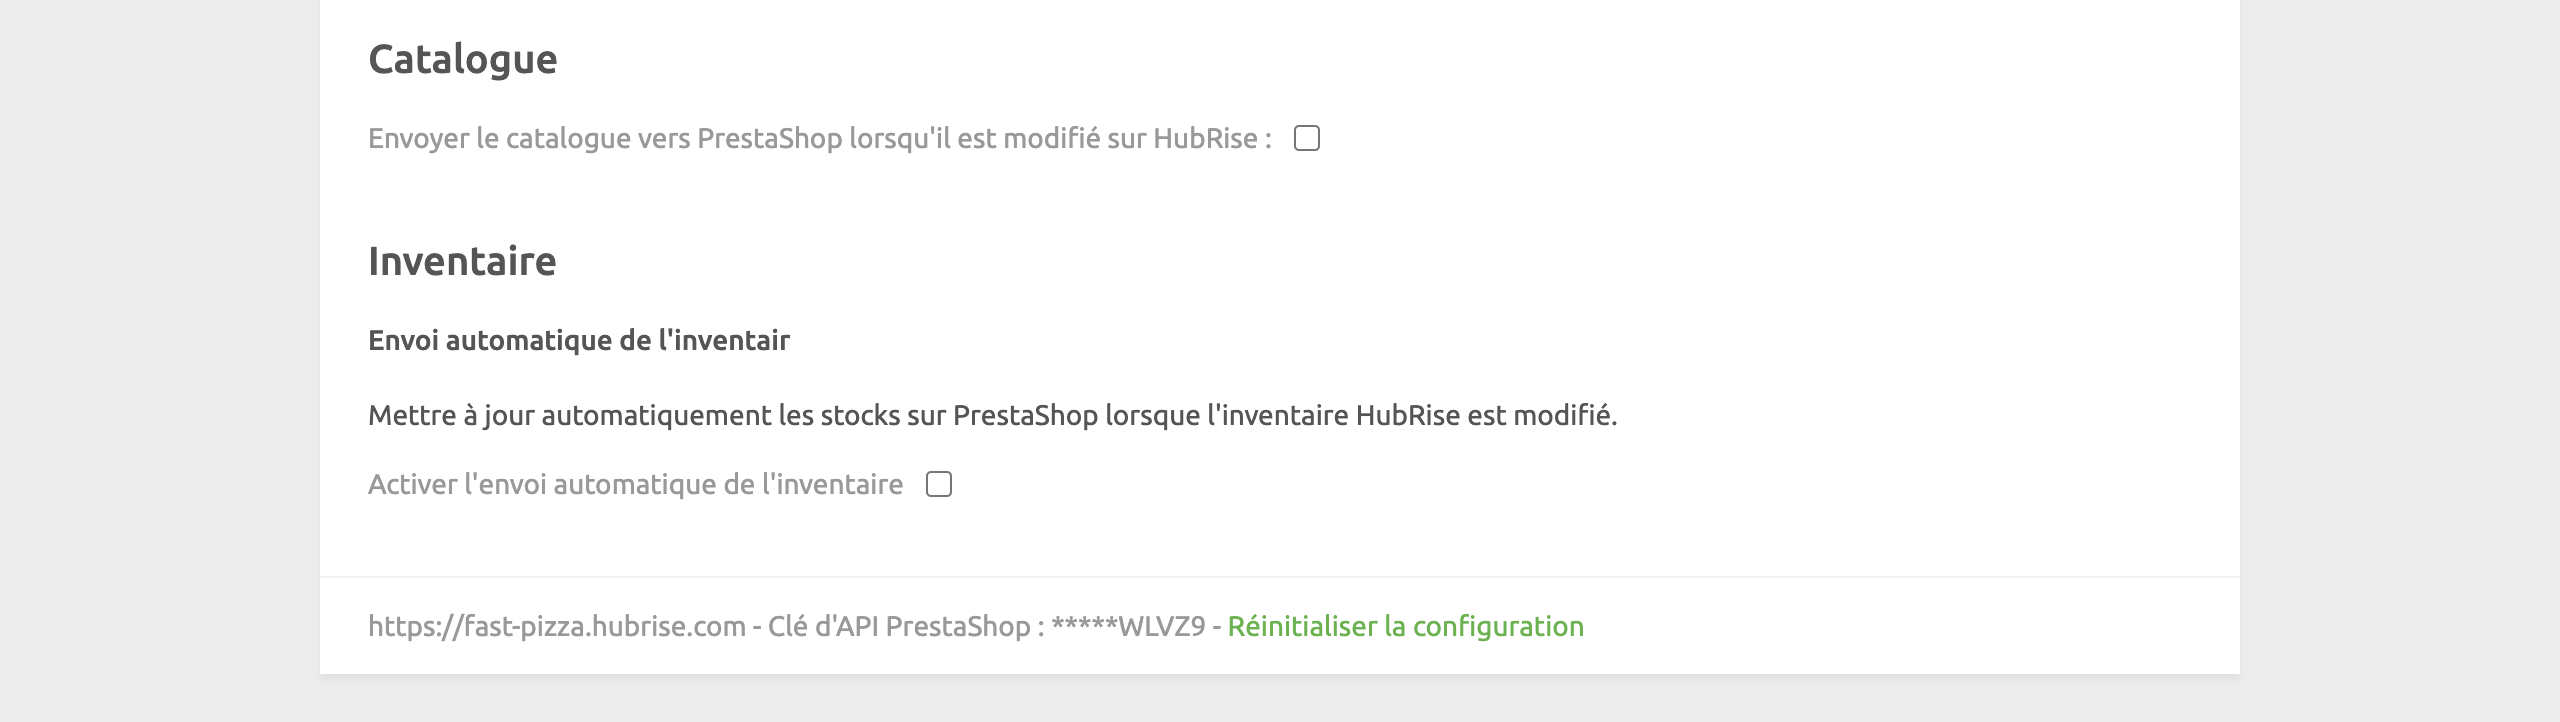 Catalogue
Envoyer le catalogue vers PrestaShop lorsqu'il est modifié sur HubRise :
Inventaire
Envoi automatique de l'inventair
Mettre à jour automatiquement les stocks sur PrestaShop lorsque l'inventaire HubRise est modifié.
Activer l'envoi automatique de l'inventaire
https://fast-pizza.hubrise.com - Clé d'API PrestaShop : *****WLVZ9 - Réinitialiser la configuration